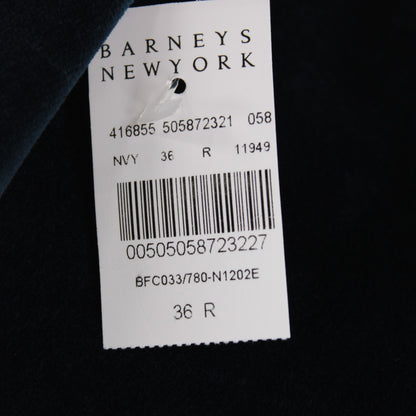 BARNEYS
NEWYORK
416855 505872321 058
NVY 36 R 11949
00505058723227
BFC033/780-N1202E
36 R